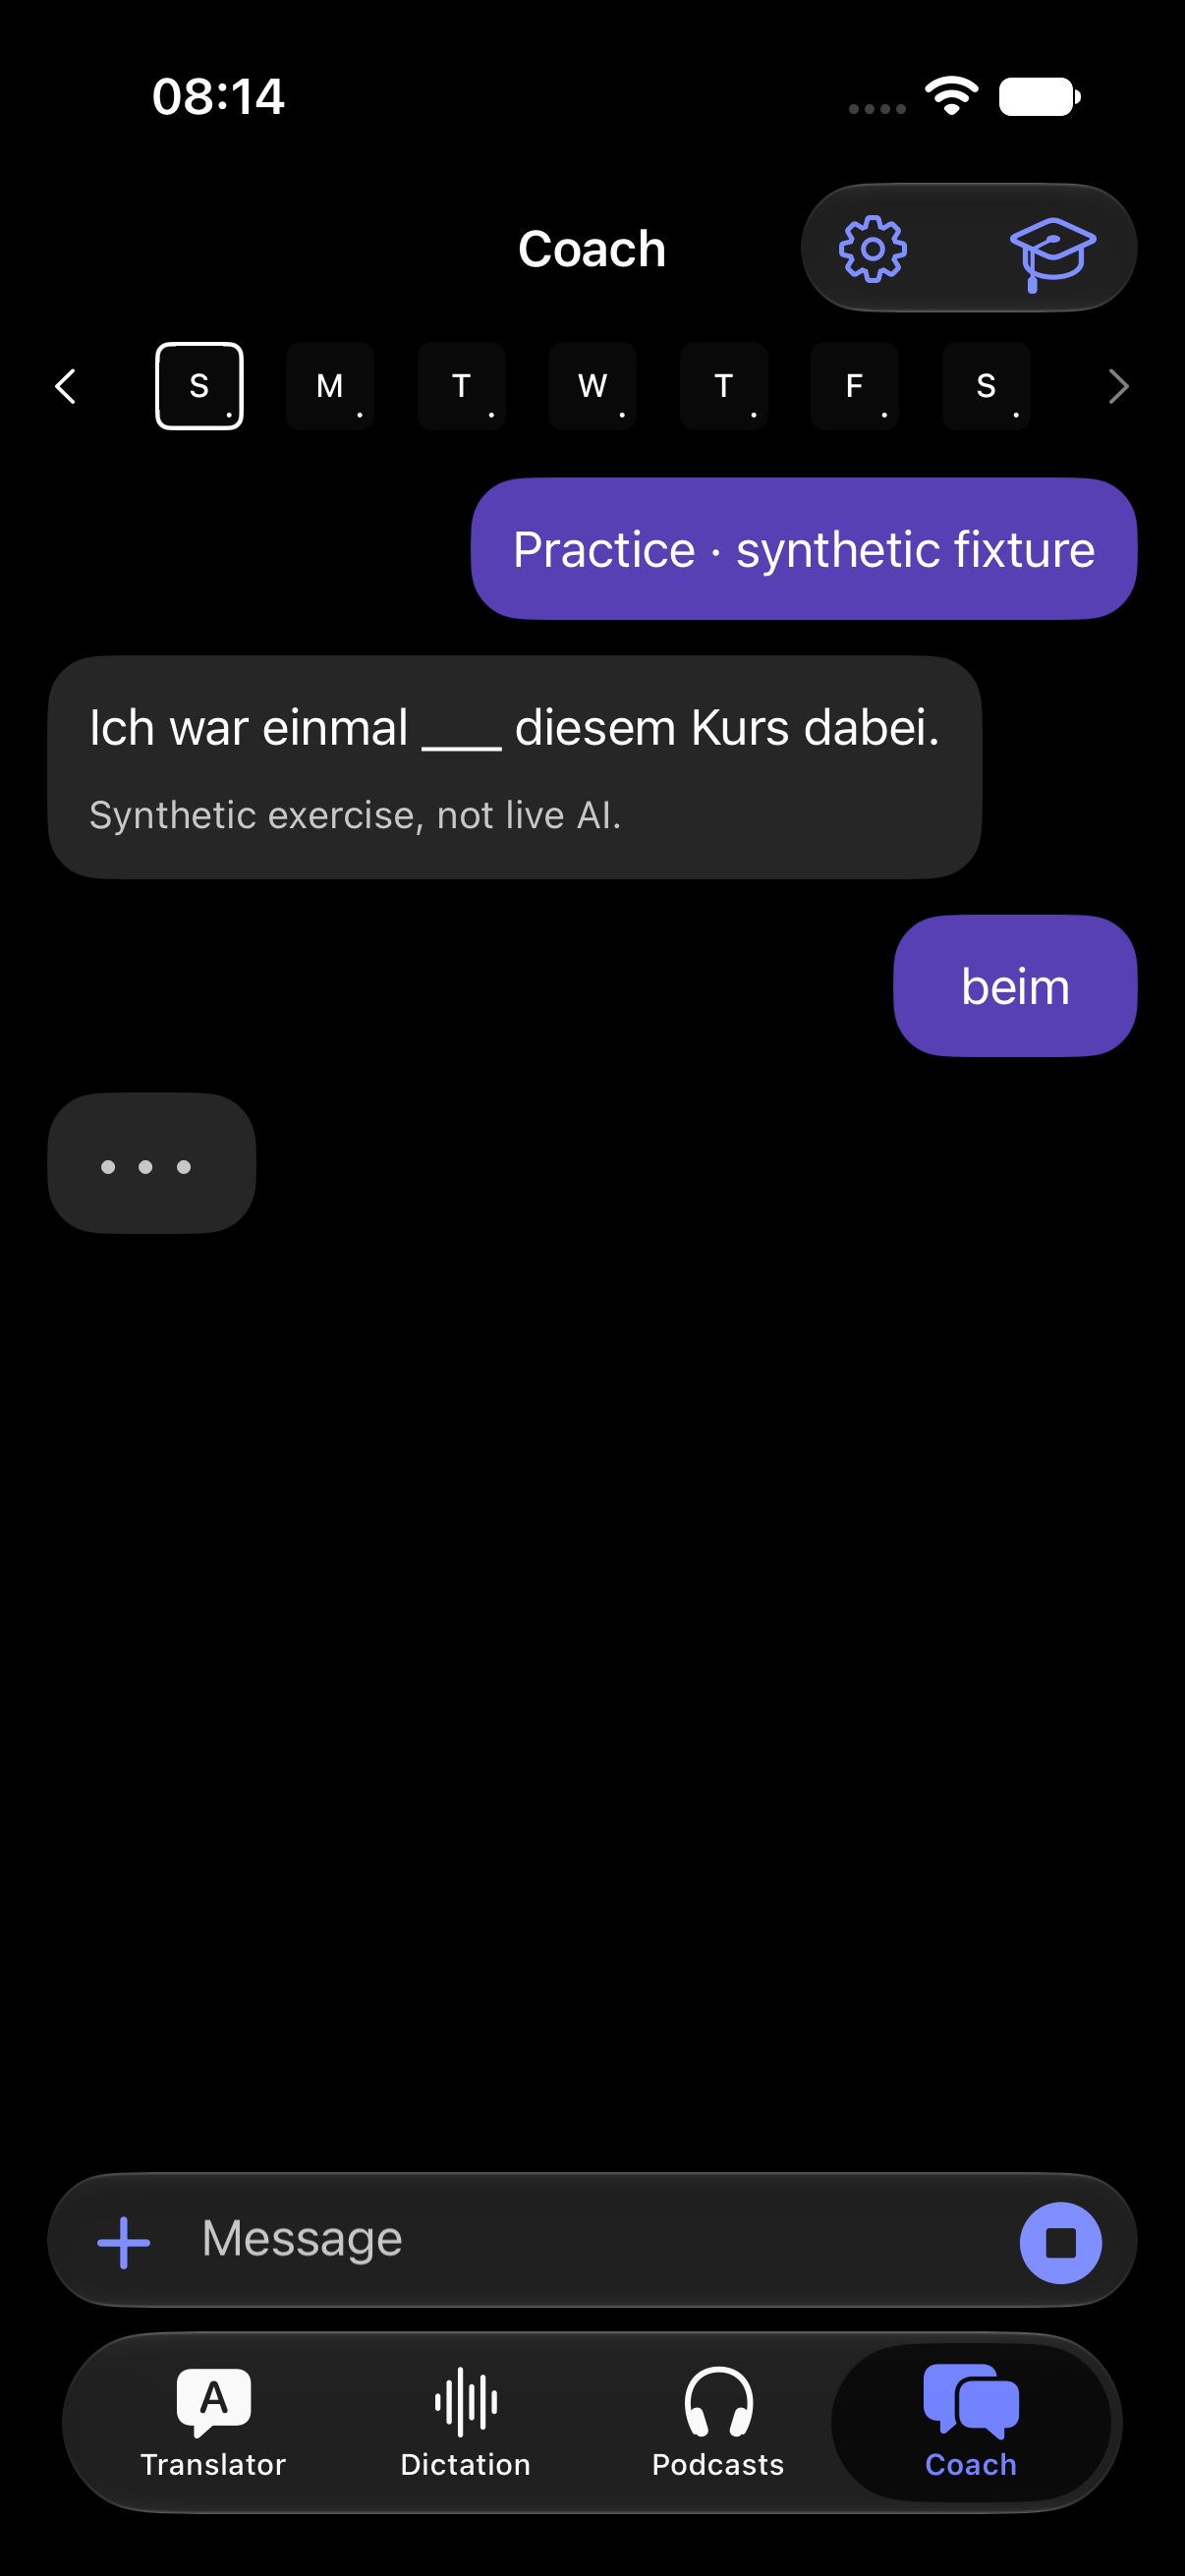 08:14
Coach
S. M. T. W. T. F. S.
Practice · synthetic fixture
Ich war einmal ___ diesem Kurs dabei.
Synthetic exercise, not live AI.
beim
Message
A
Translator Dictation Podcasts Coach